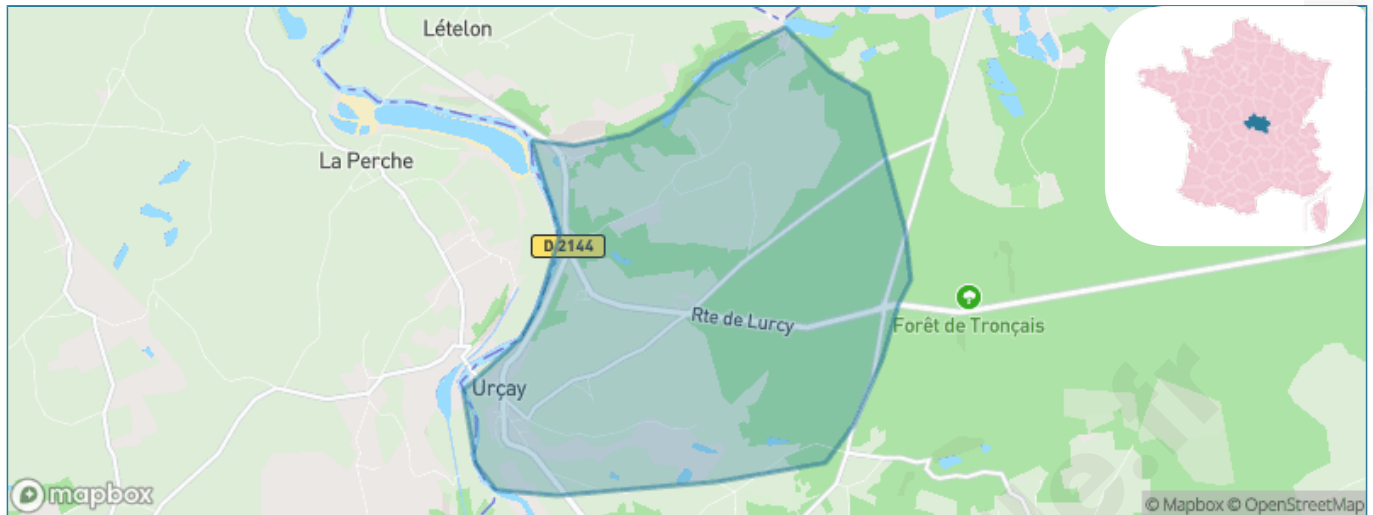 Lételon
La Perche
D 2144
Rte de Lurcy
Forêt de Tronçais
Urçay
mapbox
© Mapbox © OpenStreetMap